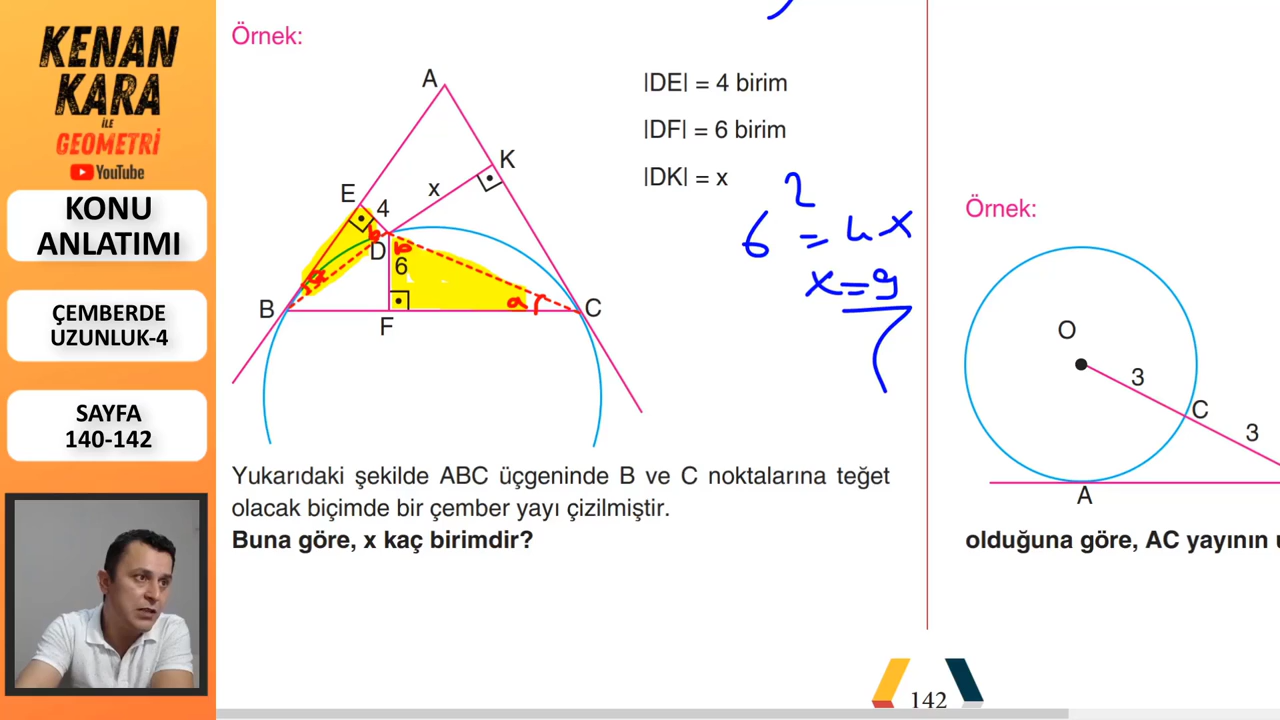 KENAN
KARA
İLE
GEOMETRİ
YouTube
KONU
ANLATIMI
ÇEMBERDE
UZUNLUK-4
SAYFA
140-142
Örnek:
A
K
E
4
x
D
b
b
6
a
B
F
C
|DE| = 4 birim
|DF| = 6 birim
|DK| = x
6² = 4x
x = 9
Yukarıdaki şekilde ABC üçgeninde B ve C noktalarına teğet
olacak biçimde bir çember yayı çizilmiştir.
Buna göre, x kaç birimdir?
Örnek:
O
3
C
3
A
olduğuna göre, AC yayının
142